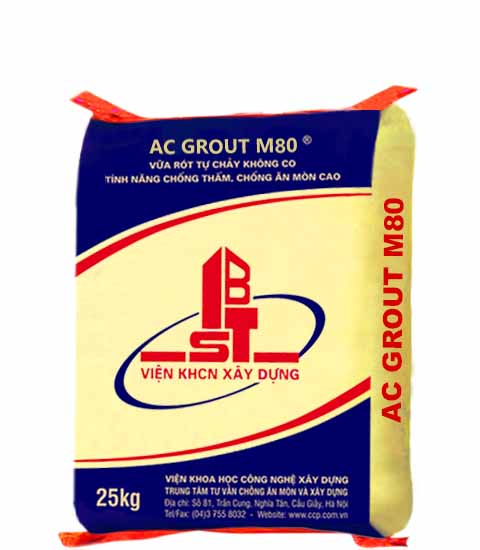 AC GROUT M80 ®
VỮA RÓT TỰ CHẢY KHÔNG CO
TÍNH NĂNG CHỐNG THẤM, CHỐNG ĂN MÒN CAO
IBST
VIỆN KHCN XÂY DỰNG
AC GROUT M80
25kg
VIỆN KHOA HỌC CÔNG NGHỆ XÂY DỰNG
TRUNG TÂM TƯ VẤN CHỐNG ĂN MÒN VÀ XÂY DỰNG
Địa chỉ: Số 81, Trần Cung, Nghĩa Tân, Cầu Giấy, Hà Nội
Tel/Fax: (04)3 755 8032 - Website: www.ccp.com.vn